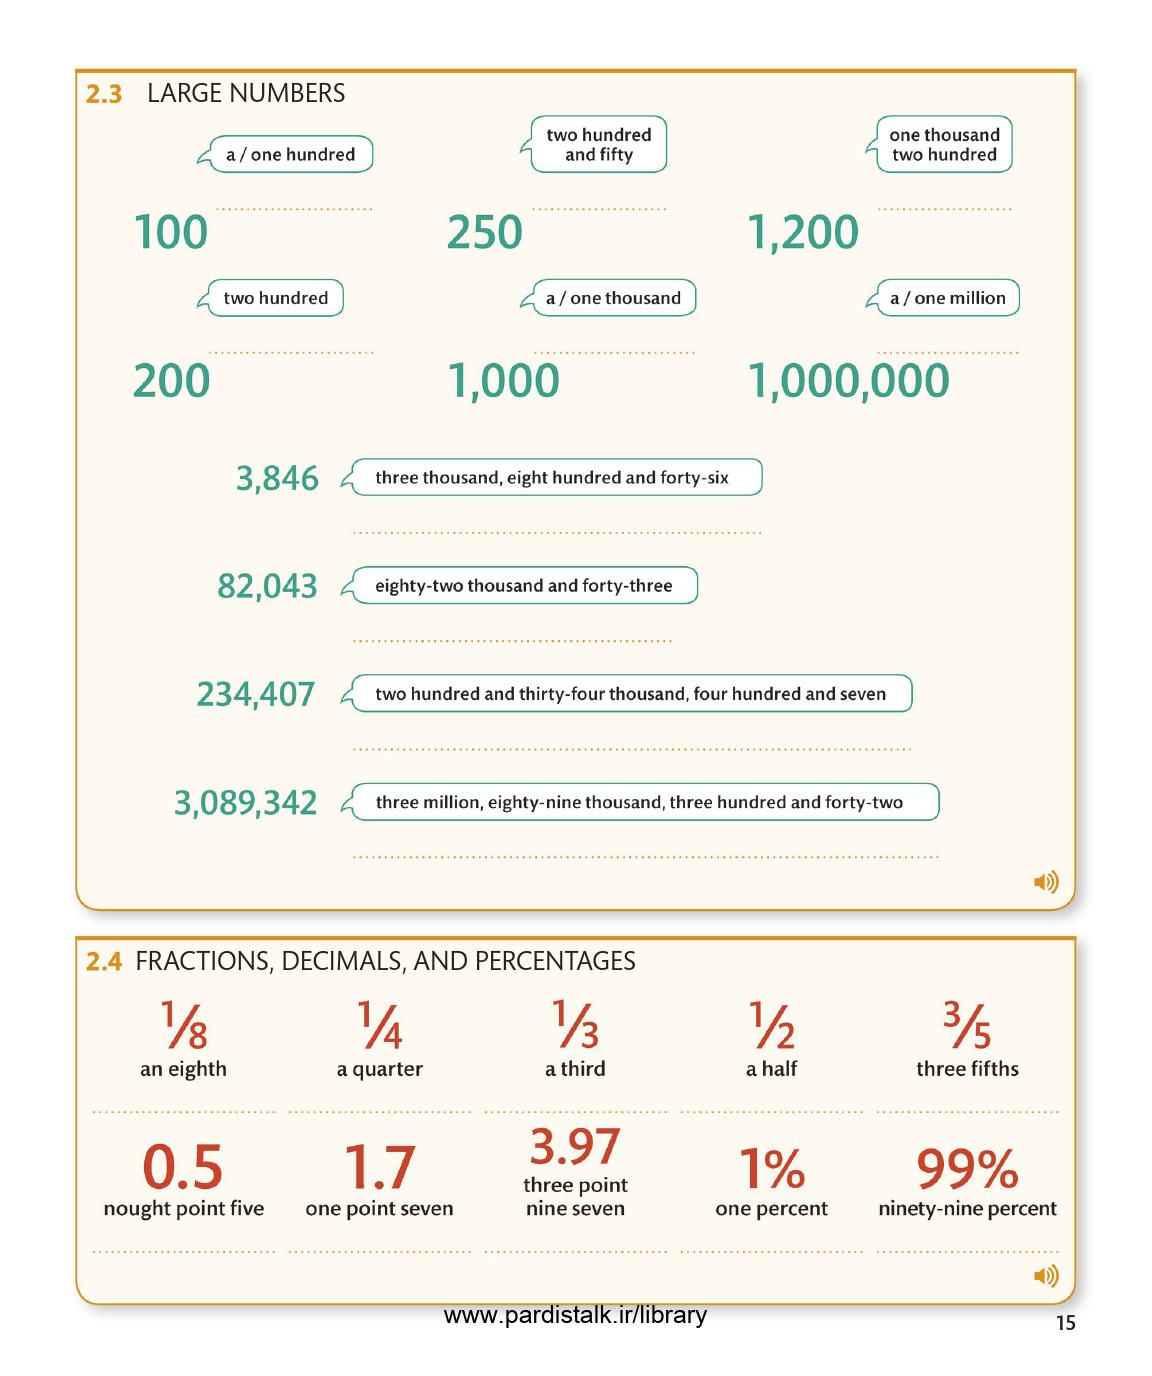 2.3 LARGE NUMBERS
a / one hundred
two hundred
and fifty
one thousand
two hundred
100
250
1,200
two hundred
a / one thousand
a / one million
200
1,000
1,000,000
3,846
three thousand, eight hundred and forty-six
82,043
eighty-two thousand and forty-three
234,407
two hundred and thirty-four thousand, four hundred and seven
3,089,342
three million, eighty-nine thousand, three hundred and forty-two
2.4 FRACTIONS, DECIMALS, AND PERCENTAGES
1/8
an eighth
1/4
a quarter
1/3
a third
1/2
a half
3/5
three fifths
0.5
nought point five
1.7
one point seven
3.97
three point
nine seven
1%
one percent
99%
ninety-nine percent
www.pardistalk.ir/library
15